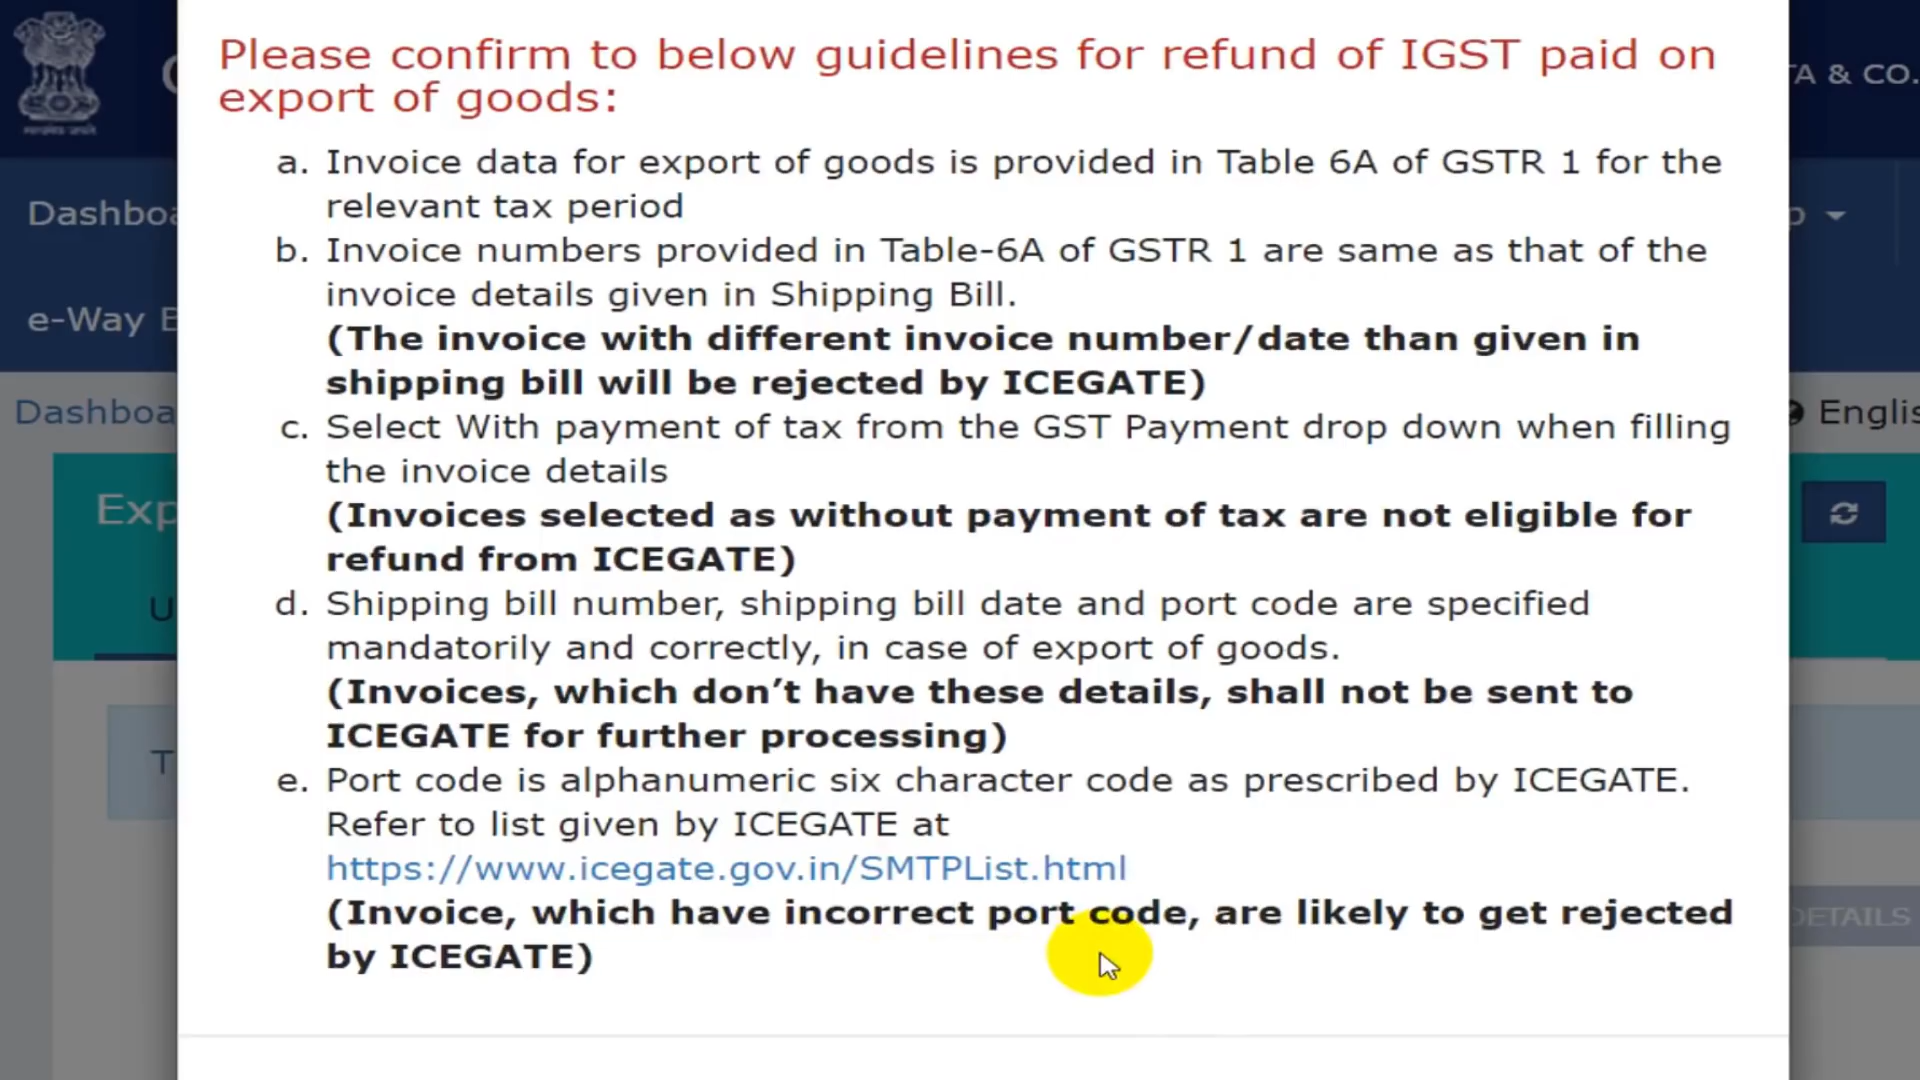 Please confirm to below guidelines for refund of IGST paid on
export of goods:
a. Invoice data for export of goods is provided in Table 6A of GSTR 1 for the
relevant tax period
b. Invoice numbers provided in Table-6A of GSTR 1 are same as that of the
invoice details given in Shipping Bill.
(The invoice with different invoice number/date than given in
shipping bill will be rejected by ICEGATE)
c. Select With payment of tax from the GST Payment drop down when filling
the invoice details
(Invoices selected as without payment of tax are not eligible for
refund from ICEGATE)
d. Shipping bill number, shipping bill date and port code are specified
mandatorily and correctly, in case of export of goods.
(Invoices, which don’t have these details, shall not be sent to
ICEGATE for further processing)
e. Port code is alphanumeric six character code as prescribed by ICEGATE.
Refer to list given by ICEGATE at
https://www.icegate.gov.in/SMTPList.html
(Invoice, which have incorrect port code, are likely to get rejected
by ICEGATE)
TA & CO.
Dashboa
p
e-Way B
Dashboa
Englis
Exp
U
T
DETAILS